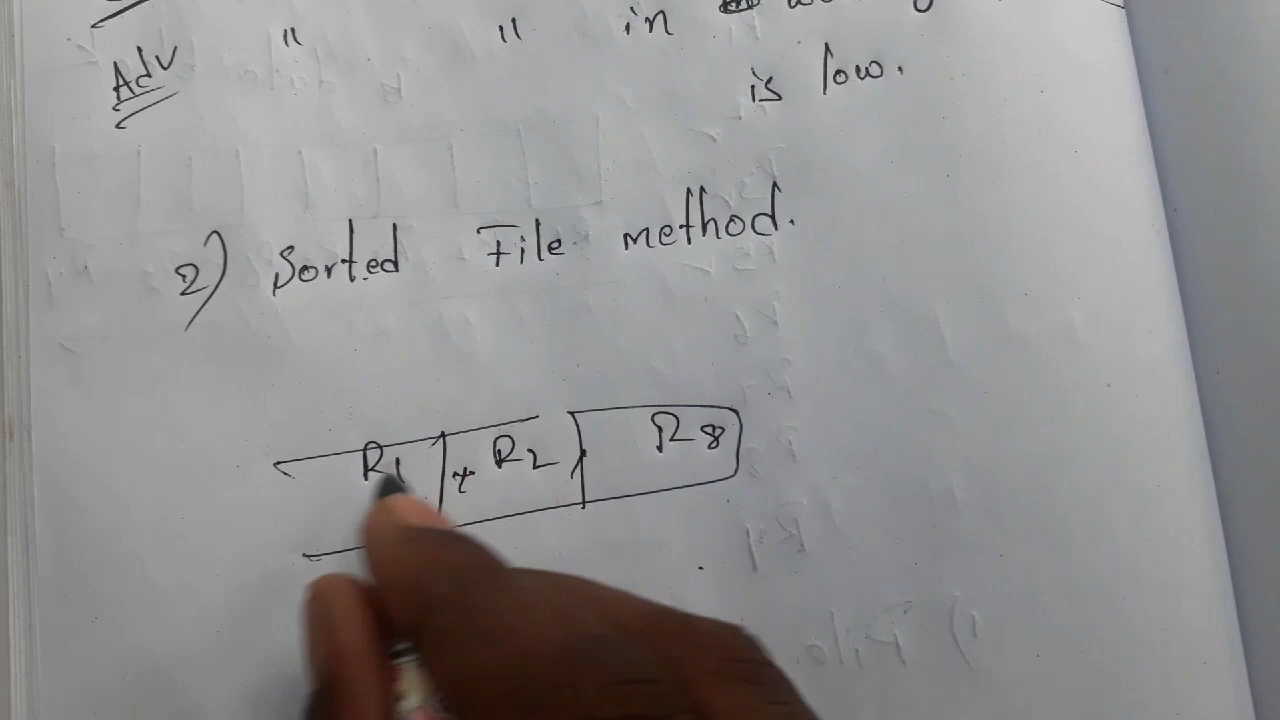 Adv " " in
is low.
2) Sorted File method.
R1 + R2 R8